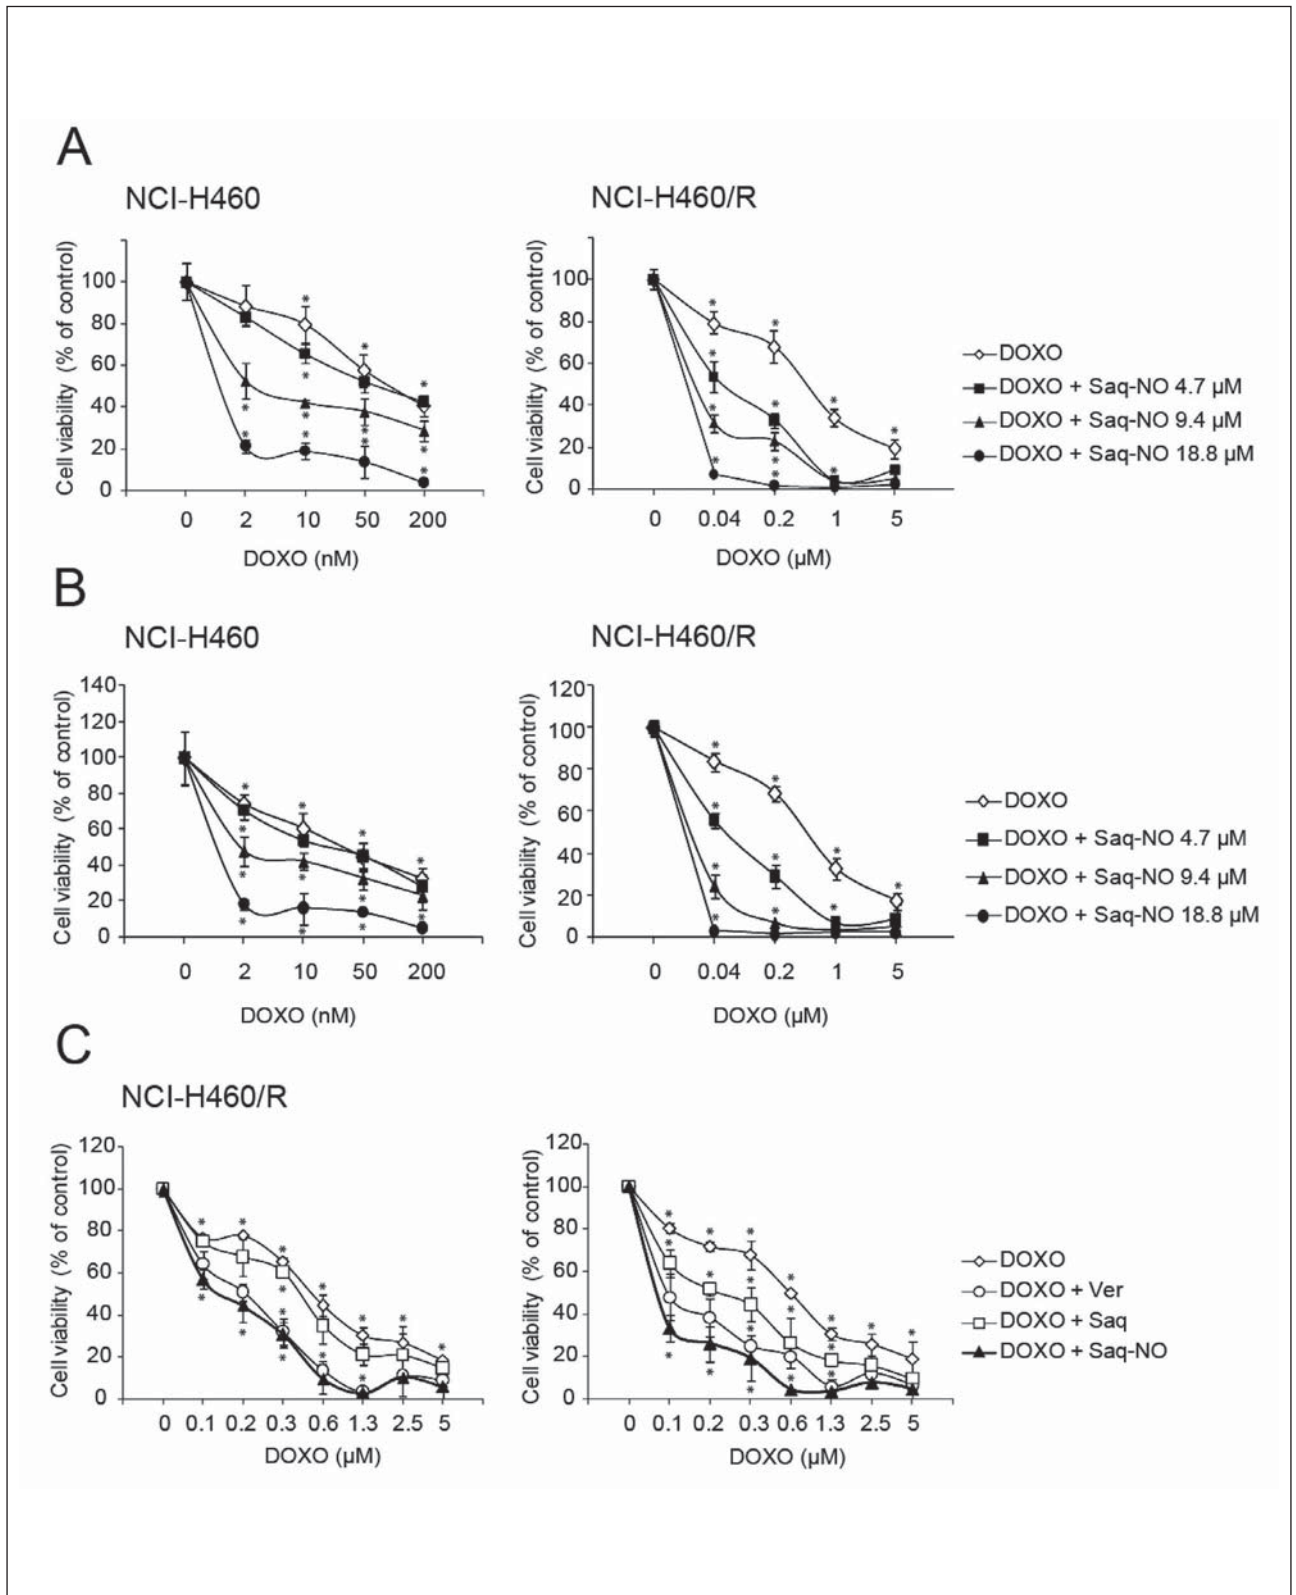 A
NCI-H460
NCI-H460/R
Cell viability (% of control)
100
80
60
40
20
0
0 2 10 50 200
DOXO (nM)
Cell viability (% of control)
100
80
60
40
20
0
0 0.04 0.2 1 5
DOXO (µM)
DOXO
DOXO + Saq-NO 4.7 µM
DOXO + Saq-NO 9.4 µM
DOXO + Saq-NO 18.8 µM
B
NCI-H460
NCI-H460/R
Cell viability (% of control)
140
120
100
80
60
40
20
0
0 2 10 50 200
DOXO (nM)
Cell viability (% of control)
120
100
80
60
40
20
0
0 0.04 0.2 1 5
DOXO (µM)
DOXO
DOXO + Saq-NO 4.7 µM
DOXO + Saq-NO 9.4 µM
DOXO + Saq-NO 18.8 µM
C
NCI-H460/R
Cell viability (% of control)
120
100
80
60
40
20
0
0 0.1 0.2 0.3 0.6 1.3 2.5 5
DOXO (µM)
Cell viability (% of control)
120
100
80
60
40
20
0
0 0.1 0.2 0.3 0.6 1.3 2.5 5
DOXO (µM)
DOXO
DOXO + Ver
DOXO + Saq
DOXO + Saq-NO